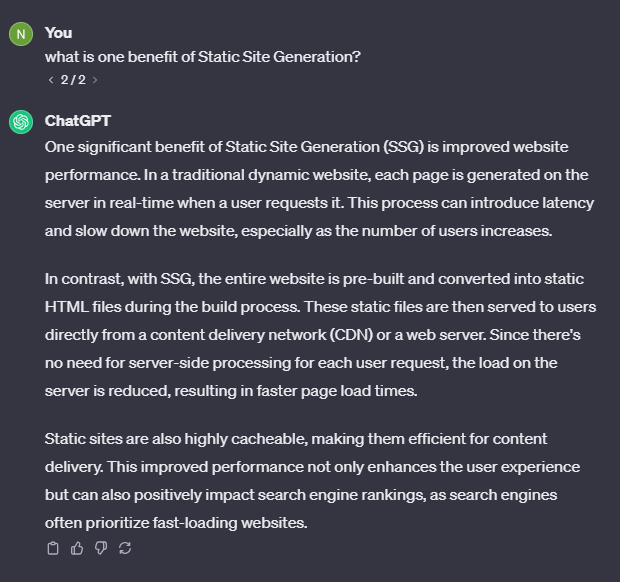 N
You
what is one benefit of Static Site Generation?
< 2 / 2 >
ChatGPT
One significant benefit of Static Site Generation (SSG) is improved website
performance. In a traditional dynamic website, each page is generated on the
server in real-time when a user requests it. This process can introduce latency
and slow down the website, especially as the number of users increases.
In contrast, with SSG, the entire website is pre-built and converted into static
HTML files during the build process. These static files are then served to users
directly from a content delivery network (CDN) or a web server. Since there's
no need for server-side processing for each user request, the load on the
server is reduced, resulting in faster page load times.
Static sites are also highly cacheable, making them efficient for content
delivery. This improved performance not only enhances the user experience
but can also positively impact search engine rankings, as search engines
often prioritize fast-loading websites.